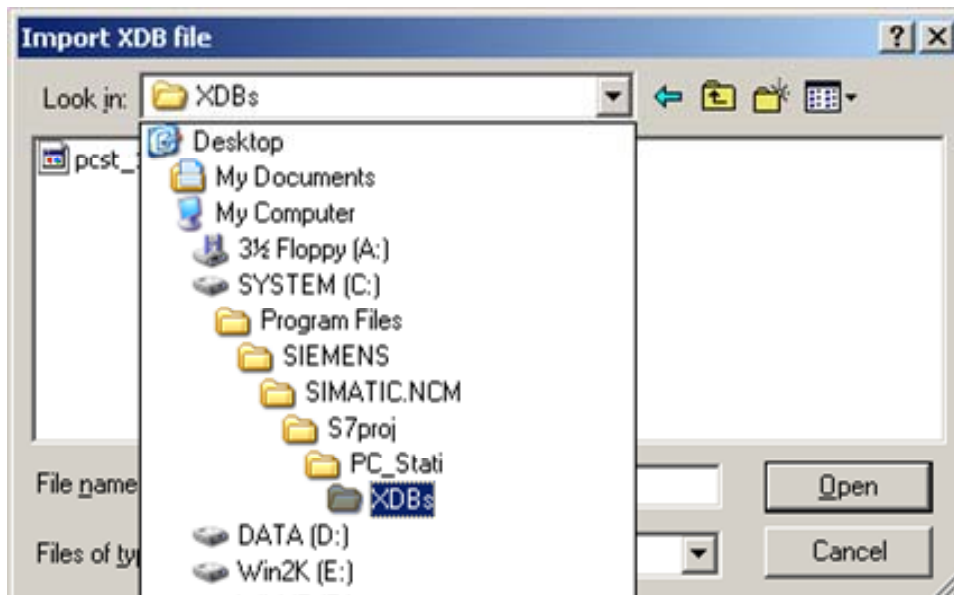 Import XDB file
Look in: XDBs
Desktop
pcst_
My Documents
My Computer
3½ Floppy (A:)
SYSTEM (C:)
Program Files
SIEMENS
SIMATIC.NCM
S7proj
PC_Stati
File name
Open
XDBs
DATA (D:)
Files of ty
Cancel
Win2K (E:)